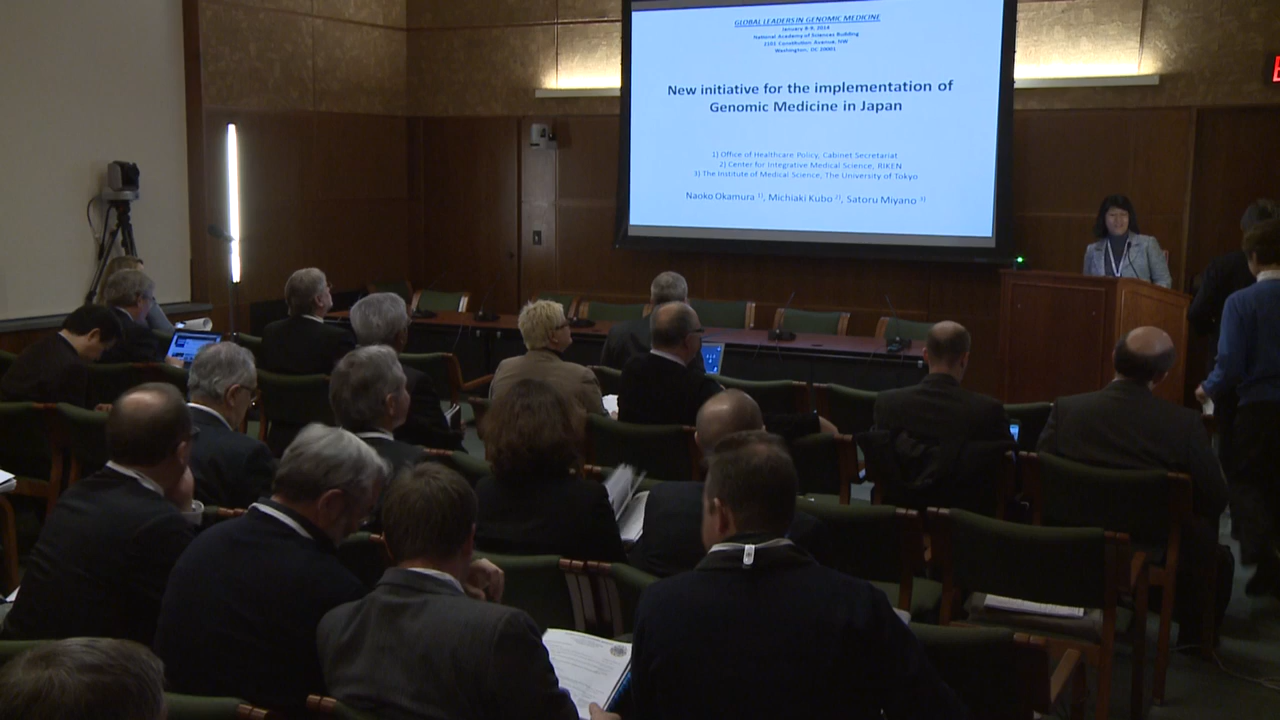 GLOBAL LEADERS IN GENOMIC MEDICINE
January 8-9, 2014
National Academy of Sciences Building
2101 Constitution Avenue, NW
Washington, DC 20001
New initiative for the implementation of
Genomic Medicine in Japan
1) Office of Healthcare Policy, Cabinet Secretariat
2) Center for Integrative Medical Science, RIKEN
3) The Institute of Medical Science, The University of Tokyo
Naoko Okamura 1), Michiaki Kubo 2), Satoru Miyano 3)
E